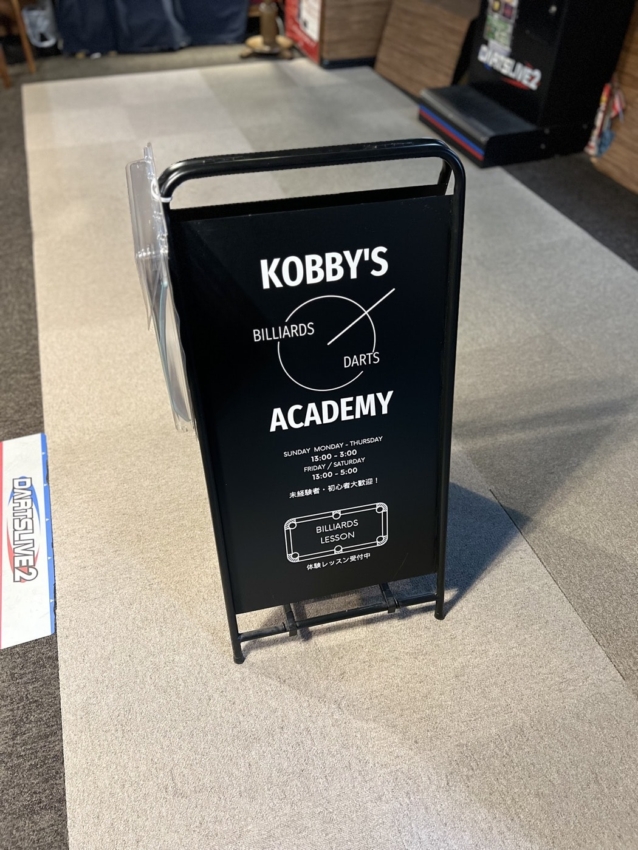 DARTSLIVE2
KOBBY'S
BILLIARDS
DARTS
ACADEMY
SUNDAY MONDAY - THURSDAY
13:00 - 3:00
FRIDAY / SATURDAY
13:00 - 5:00
未経験者・初心者大歓迎！
BILLIARDS
LESSON
体験レッスン受付中
DARTSLIVE2